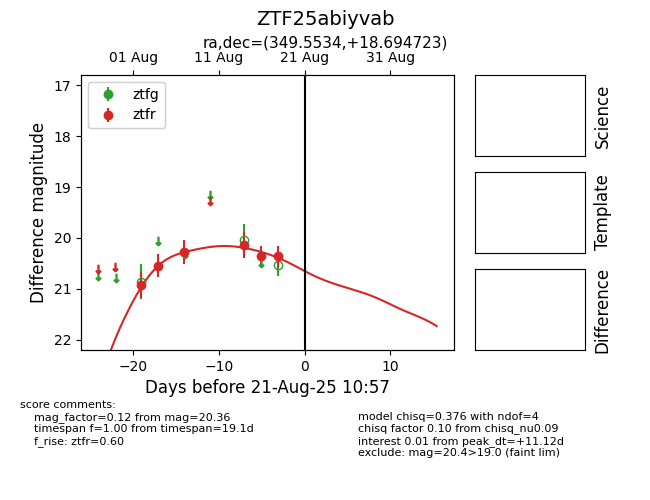 ZTF25abiyvab
ra,dec=(349.5534,+18.694723)
01 Aug 11 Aug 21 Aug 31 Aug
ztfg
ztfr
17
18
19
20
21
22
Difference magnitude
−20 −10 0 10
Days before 21-Aug-25 10:57
Science
Template
Difference
score comments:
mag_factor=0.12 from mag=20.36
timespan f=1.00 from timespan=19.1d
f_rise: ztfr=0.60
model chisq=0.376 with ndof=4
chisq factor 0.10 from chisq_nu0.09
interest 0.01 from peak_dt=+11.12d
exclude: mag=20.4>19.0 (faint lim)